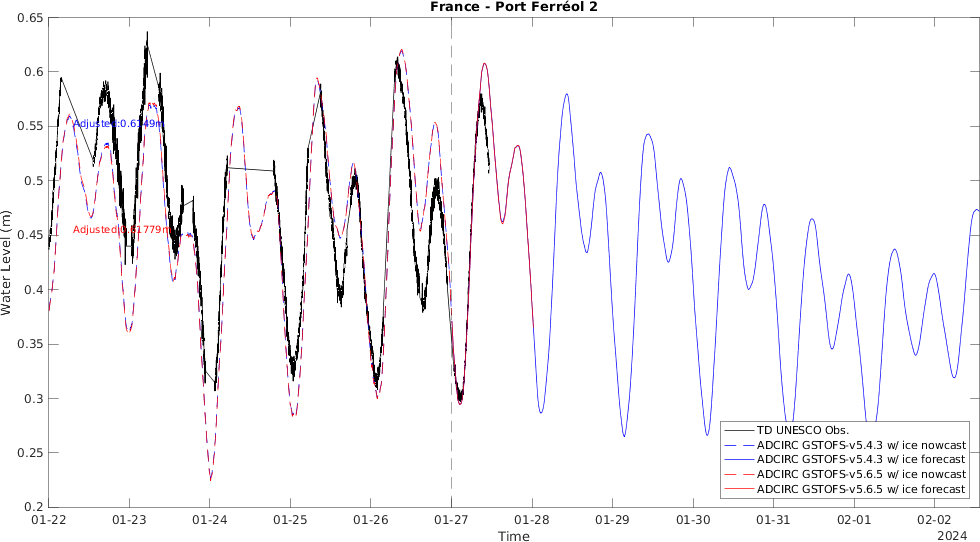 France - Port Ferréol 2
0.65
0.6
0.55
0.5
0.45
0.4
0.35
0.3
0.25
0.2
Water Level (m)
Adjusted:0.6149m
TD UNESCO Obs.
ADCIRC GSTOFS-v5.4.3 w/ ice nowcast
ADCIRC GSTOFS-v5.4.3 w/ ice forecast
ADCIRC GSTOFS-v5.6.5 w/ ice nowcast
ADCIRC GSTOFS-v5.6.5 w/ ice forecast
01-22 01-23 01-24 01-25 01-26 01-27 01-28 01-29 01-30 01-31 02-01 02-02
Time
2024